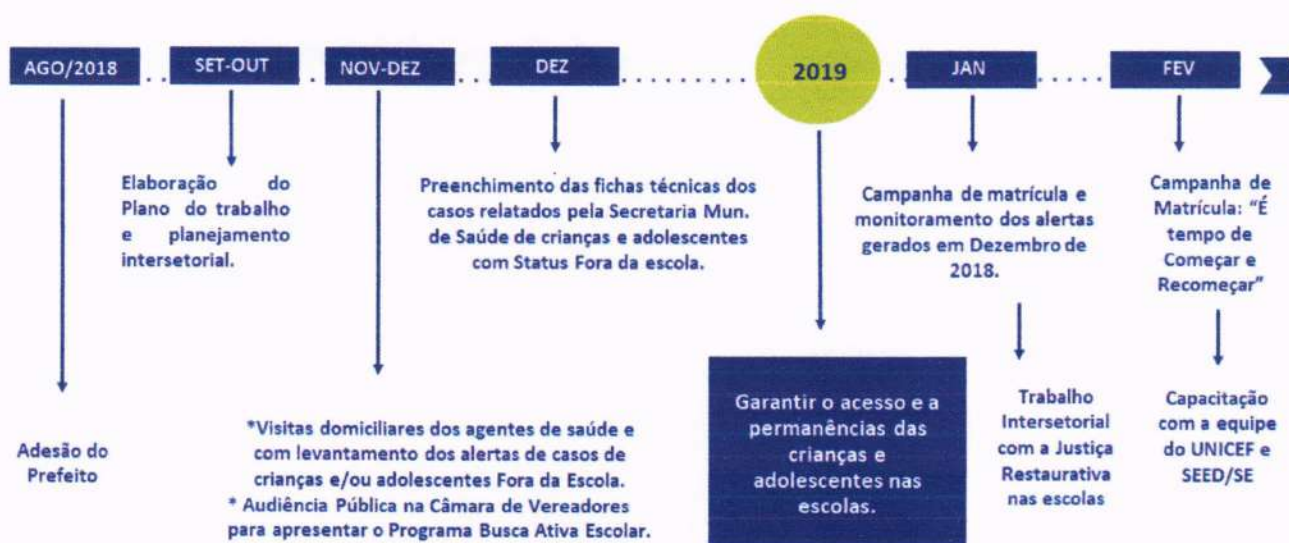 AGO/2018
SET-OUT
NOV-DEZ
DEZ
2019
JAN
FEV
Elaboração do
Plano do trabalho
e planejamento
intersetorial.
Preenchimento das fichas técnicas dos
casos relatados pela Secretaria Mun.
de Saúde de crianças e adolescentes
com Status Fora da escola.
Campanha de matrícula e
monitoramento dos alertas
gerados em Dezembro de
2018.
Campanha de
Matrícula: “É
tempo de
Começar e
Recomeçar”
Adesão do
Prefeito
*Visitas domiciliares dos agentes de saúde e
com levantamento dos alertas de casos de
crianças e/ou adolescentes Fora da Escola.
* Audiência Pública na Câmara de Vereadores
para apresentar o Programa Busca Ativa Escolar.
Garantir o acesso e a
permanências das
crianças e
adolescentes nas
escolas.
Trabalho
Intersetorial
com a Justiça
Restaurativa
nas escolas
Capacitação
com a equipe
do UNICEF e
SEED/SE